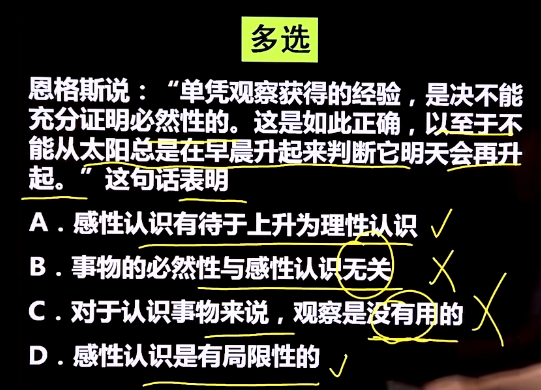 多选
恩格斯说：“单凭观察获得的经验，是决不能
充分证明必然性的。这是如此正确，以至于不
能从太阳总是在早晨升起来判断它明天会再升
起。”这句话表明
A．感性认识有待于上升为理性认识
B．事物的必然性与感性认识无关
C．对于认识事物来说，观察是没有用的
D．感性认识是有局限性的